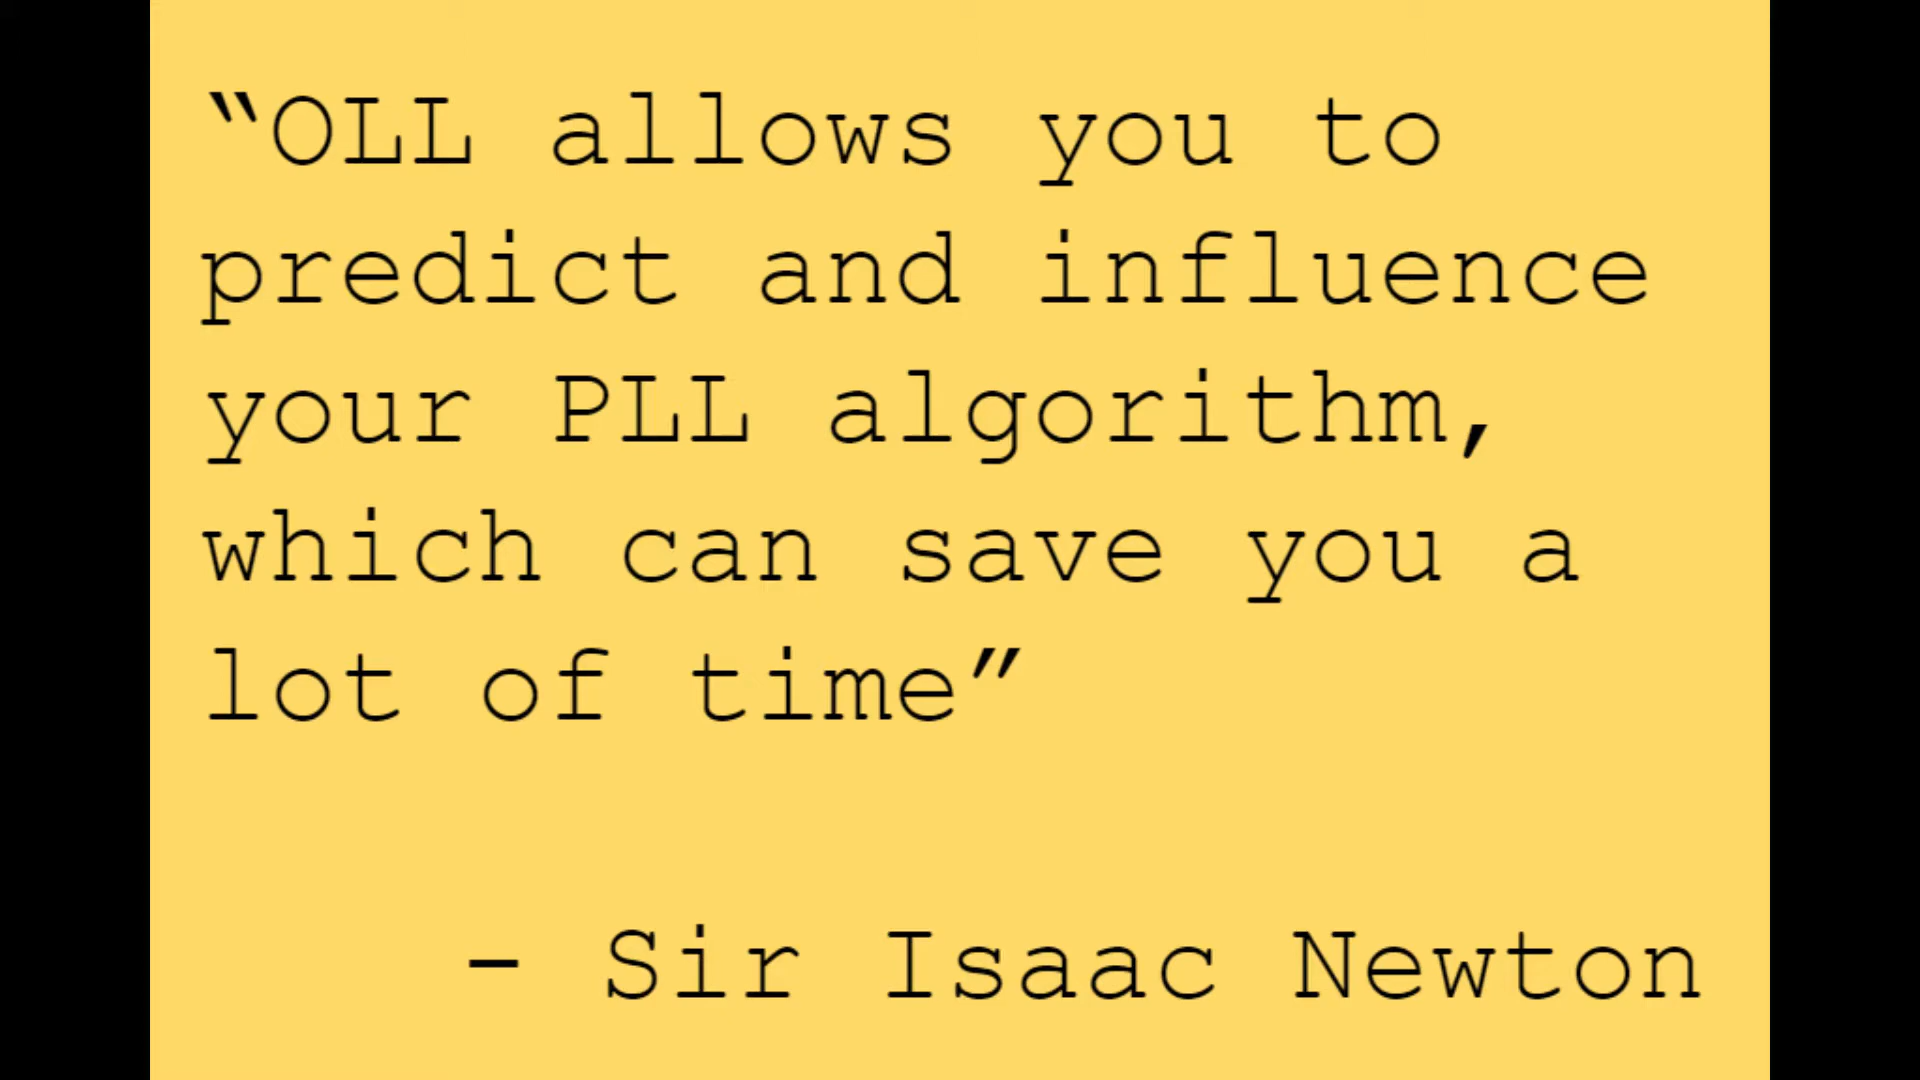 “OLL allows you to
predict and influence
your PLL algorithm,
which can save you a
lot of time”
- Sir Isaac Newton